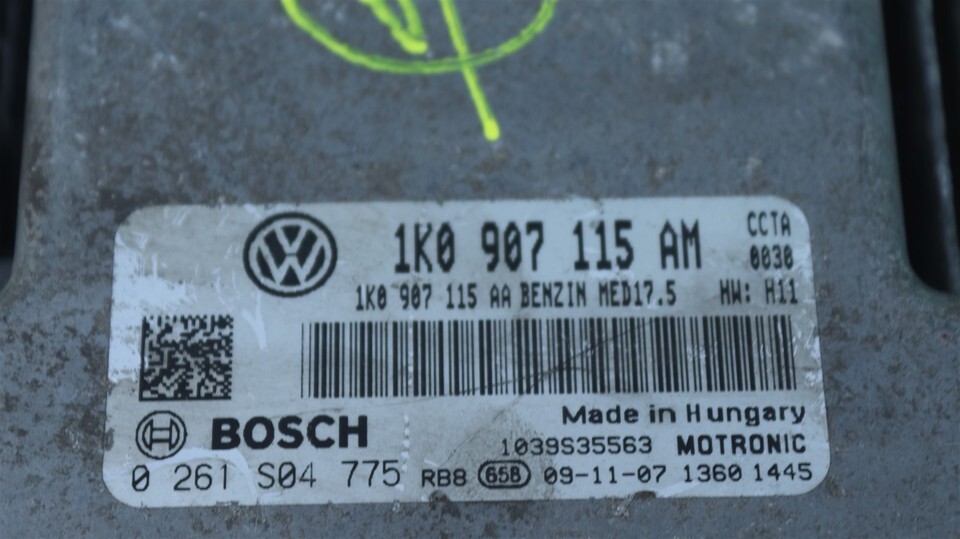 1K0 907 115 AM
CCTA
0030
1K0 907 115 AA BENZIN MED17.5 HW: H11
Made in Hungary
BOSCH
1039S35563 MOTRONIC
0 261 S04 775 RB8 658 09-11-07 1360 1445